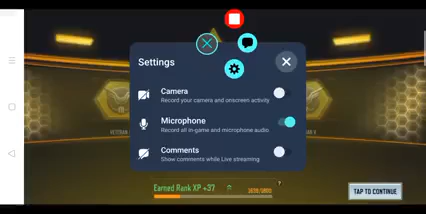 Settings
Camera
Record your camera and onscreen activity
Microphone
Record all in-game and microphone audio
Comments
Show comments while Live streaming
VETERAN
Earned Rank XP +37
?
TAP TO CONTINUE